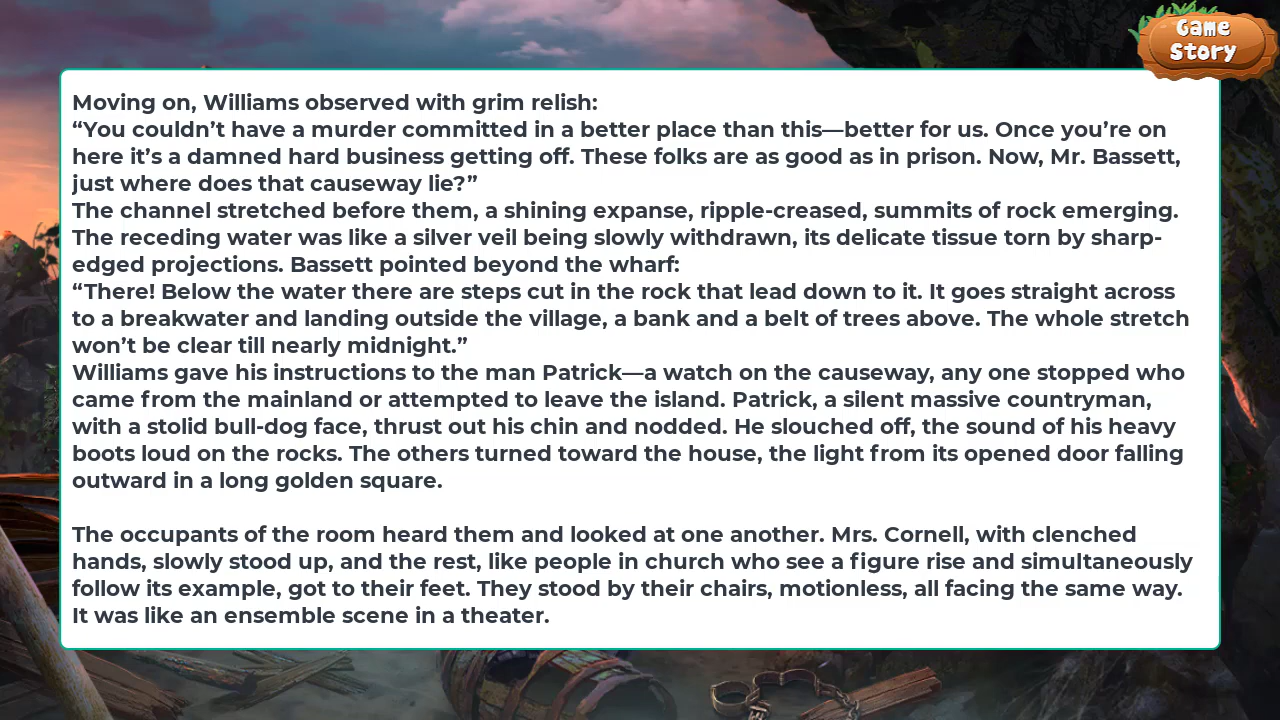 Game
Story
Moving on, Williams observed with grim relish:
“You couldn’t have a murder committed in a better place than this—better for us. Once you’re on
here it’s a damned hard business getting off. These folks are as good as in prison. Now, Mr. Bassett,
just where does that causeway lie?”
The channel stretched before them, a shining expanse, ripple-creased, summits of rock emerging.
The receding water was like a silver veil being slowly withdrawn, its delicate tissue torn by sharp-
edged projections. Bassett pointed beyond the wharf:
“There! Below the water there are steps cut in the rock that lead down to it. It goes straight across
to a breakwater and landing outside the village, a bank and a belt of trees above. The whole stretch
won’t be clear till nearly midnight.”
Williams gave his instructions to the man Patrick—a watch on the causeway, any one stopped who
came from the mainland or attempted to leave the island. Patrick, a silent massive countryman,
with a stolid bull-dog face, thrust out his chin and nodded. He slouched off, the sound of his heavy
boots loud on the rocks. The others turned toward the house, the light from its opened door falling
outward in a long golden square.
The occupants of the room heard them and looked at one another. Mrs. Cornell, with clenched
hands, slowly stood up, and the rest, like people in church who see a figure rise and simultaneously
follow its example, got to their feet. They stood by their chairs, motionless, all facing the same way.
It was like an ensemble scene in a theater.